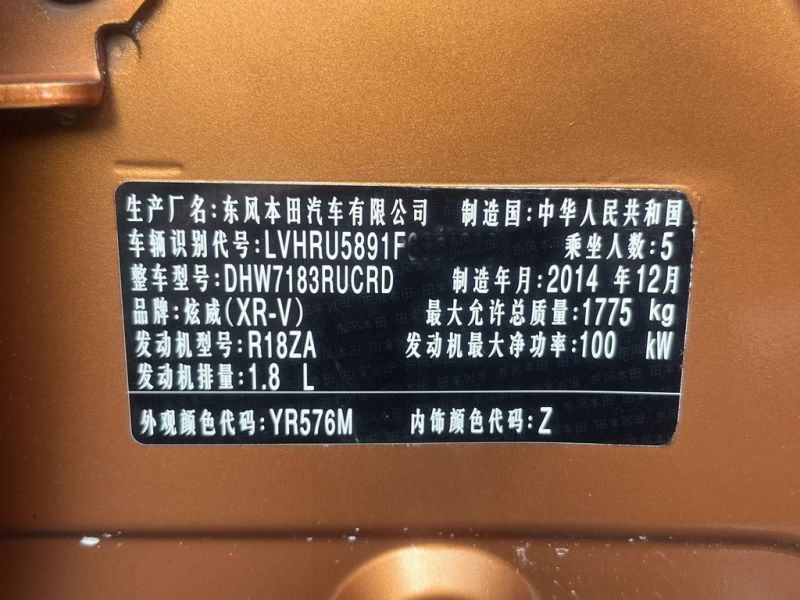 生产厂名:东风本田汽车有限公司 制造国:中华人民共和国
车辆识别代号:LVHRU5891F 乘坐人数:5
整车型号:DHW7183RUCRD 制造年月:2014 年12月
品牌:炫威(XR-V) 最大允许总质量:1775 kg
发动机型号:R18ZA 发动机最大净功率:100 kW
发动机排量:1.8 L
外观颜色代码:YR576M 内饰颜色代码:Z